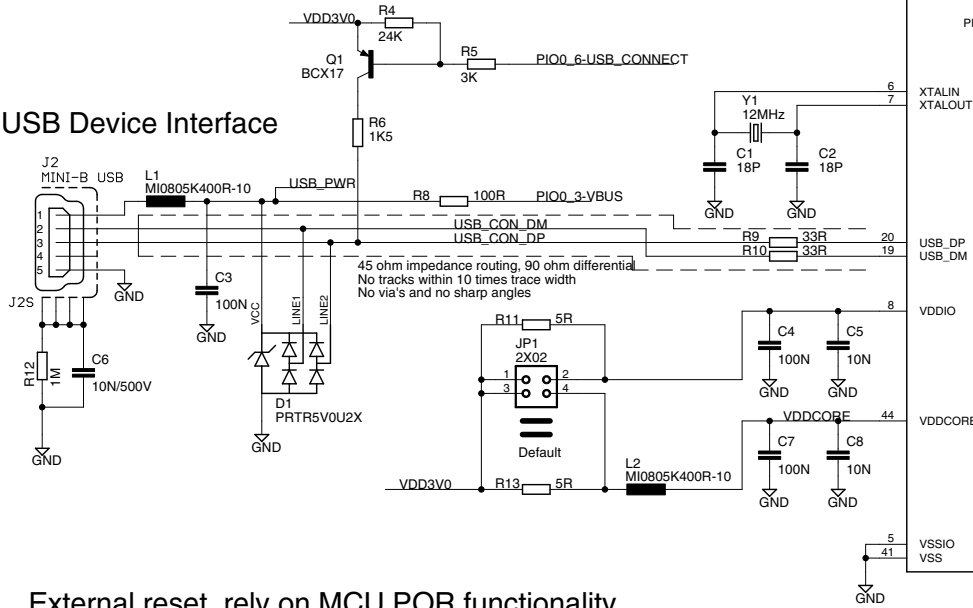 VDD3V0
R4
24K
Q1
BCX17
R5
3K
PIO0_6-USB_CONNECT
R6
1K5
USB Device Interface
J2
MINI-B USB
L1
MI0805K400R-10
USB_PWR
R8
100R
PIO0_3-VBUS
1
2
3
4
5
USB_CON_DM
USB_CON_DP
R9
33R
R10
33R
45 ohm impedance routing, 90 ohm differential
No tracks within 10 times trace width
No via's and no sharp angles
GND
J2S
C3
100N
GND
VCC
LINE1
LINE2
R12
1M
C6
10N/500V
GND
D1
PRTR5V0U2X
GND
R11
5R
JP1
2X02
1
2
3
4
Default
VDD3V0
R13
5R
L2
MI0805K400R-10
Y1
12MHz
C1
18P
C2
18P
GND
GND
6
XTALIN
7
XTALOUT
20
USB_DP
19
USB_DM
8
VDDIO
C4
100N
C5
10N
GND
GND
VDDCORE
44
VDDCORE
C7
100N
C8
10N
GND
GND
5
VSSIO
41
VSS
GND
External reset, rely on MCU POR functionality